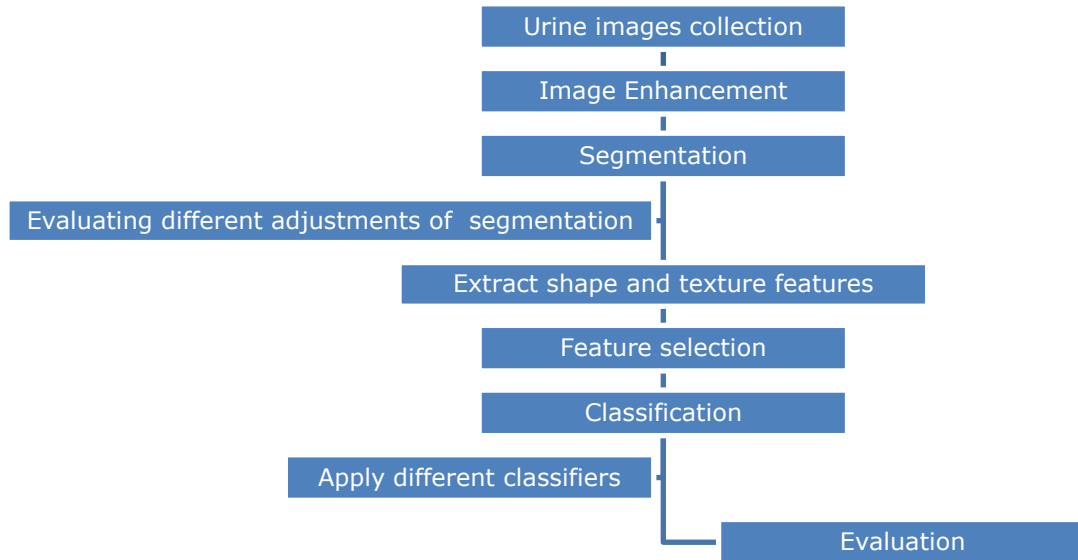 Urine images collection
Image Enhancement
Segmentation
Evaluating different adjustments of  segmentation
Extract shape and texture features
Feature selection
Classification
Apply different classifiers
Evaluation